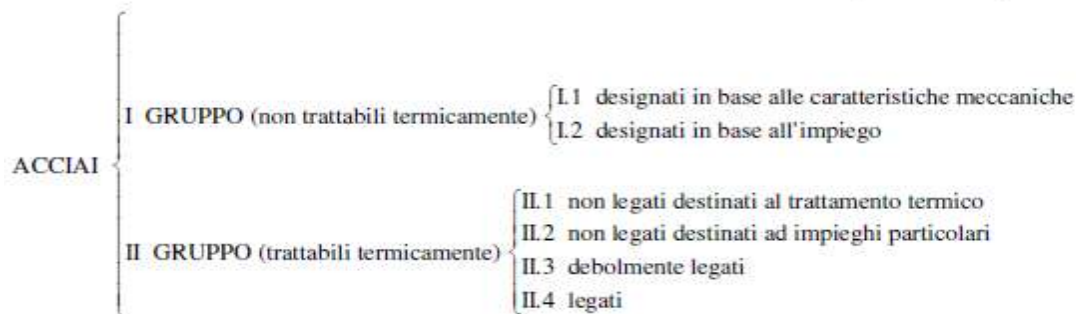 I GRUPPO (non trattabili termicamente)
I.1 designati in base alle caratteristiche meccaniche
I.2 designati in base all'impiego
ACCIAI
II GRUPPO (trattabili termicamente)
II.1 non legati destinati al trattamento termico
II.2 non legati destinati ad impieghi particolari
II.3 debolmente legati
II.4 legati